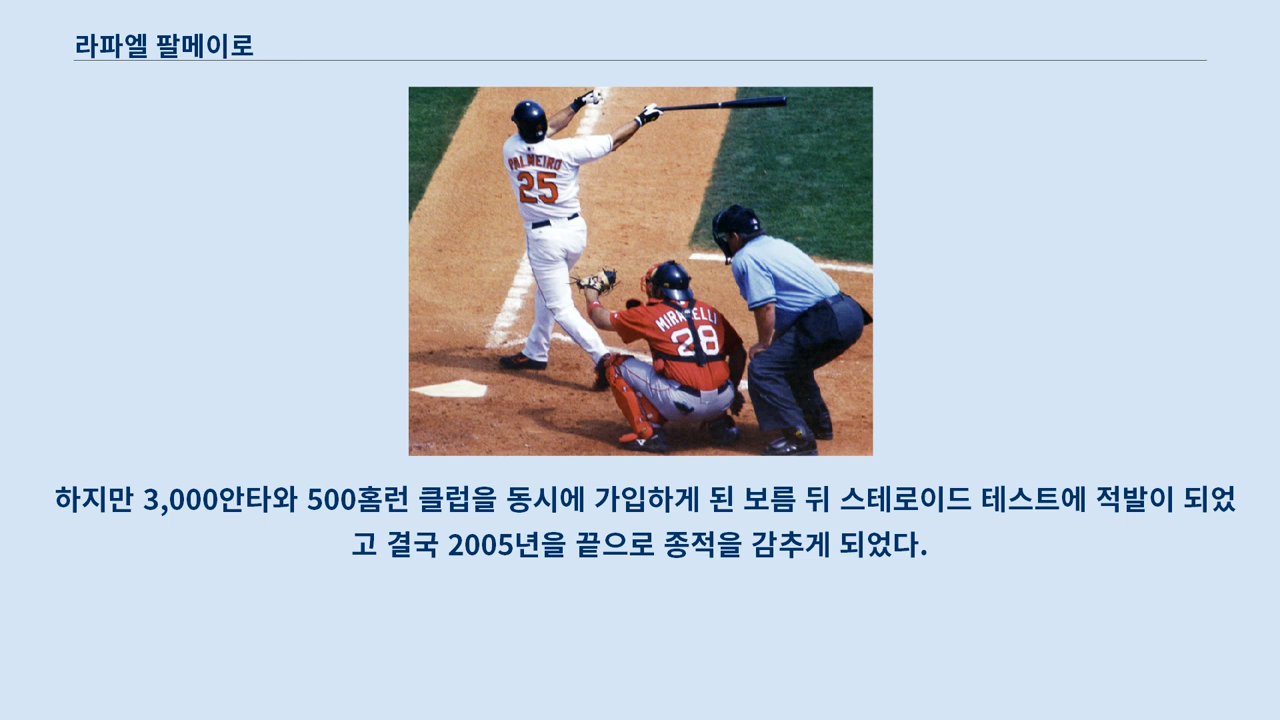 라파엘 팔메이로
PALMEIRO
25
MIRABELLI
28
하지만 3,000안타와 500홈런 클럽을 동시에 가입하게 된 보름 뒤 스테로이드 테스트에 적발이 되었
고 결국 2005년을 끝으로 종적을 감추게 되었다.